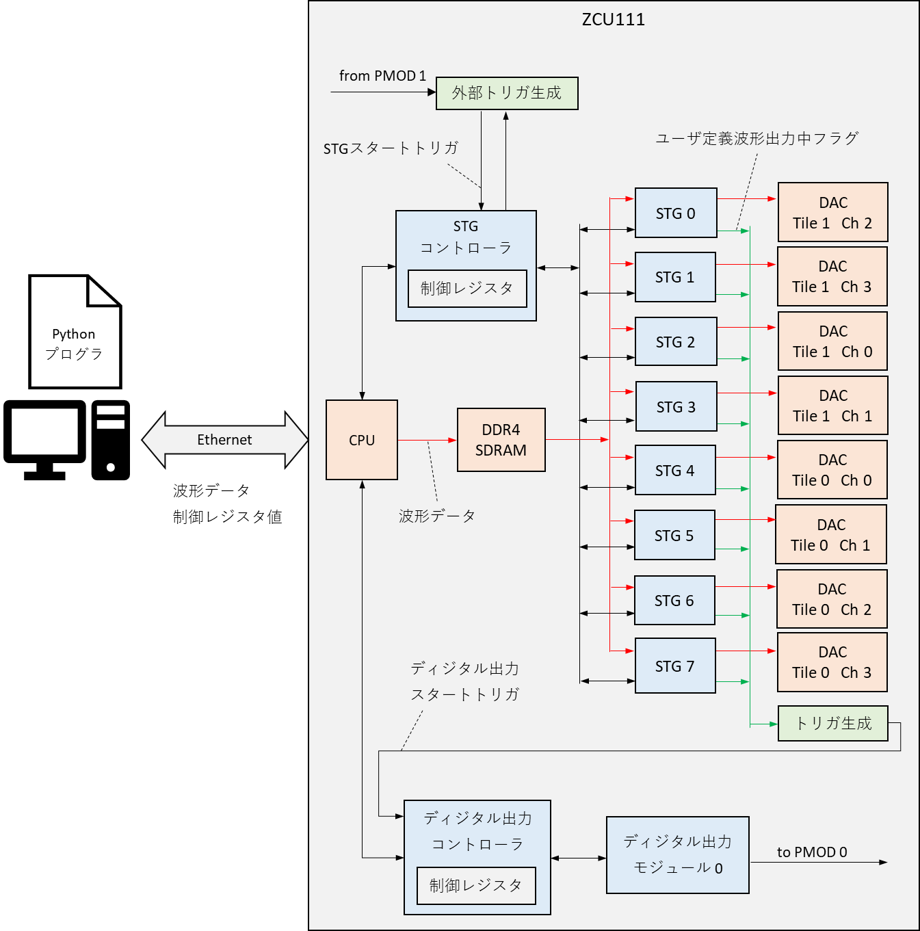 ZCU111
from PMOD 1
外部トリガ生成
STGスタートトリガ
ユーザ定義波形出力中フラグ
STG
コントローラ
制御レジスタ
STG 0
DAC
Tile 1 Ch 2
STG 1
DAC
Tile 1 Ch 3
STG 2
DAC
Tile 1 Ch 0
STG 3
DAC
Tile 1 Ch 1
STG 4
DAC
Tile 0 Ch 0
STG 5
DAC
Tile 0 Ch 1
STG 6
DAC
Tile 0 Ch 2
STG 7
DAC
Tile 0 Ch 3
Python
プログラ
Ethernet
波形データ
制御レジスタ値
CPU
DDR4
SDRAM
波形データ
ディジタル出力
スタートトリガ
トリガ生成
ディジタル出力
コントローラ
制御レジスタ
ディジタル出力
モジュール 0
to PMOD 0